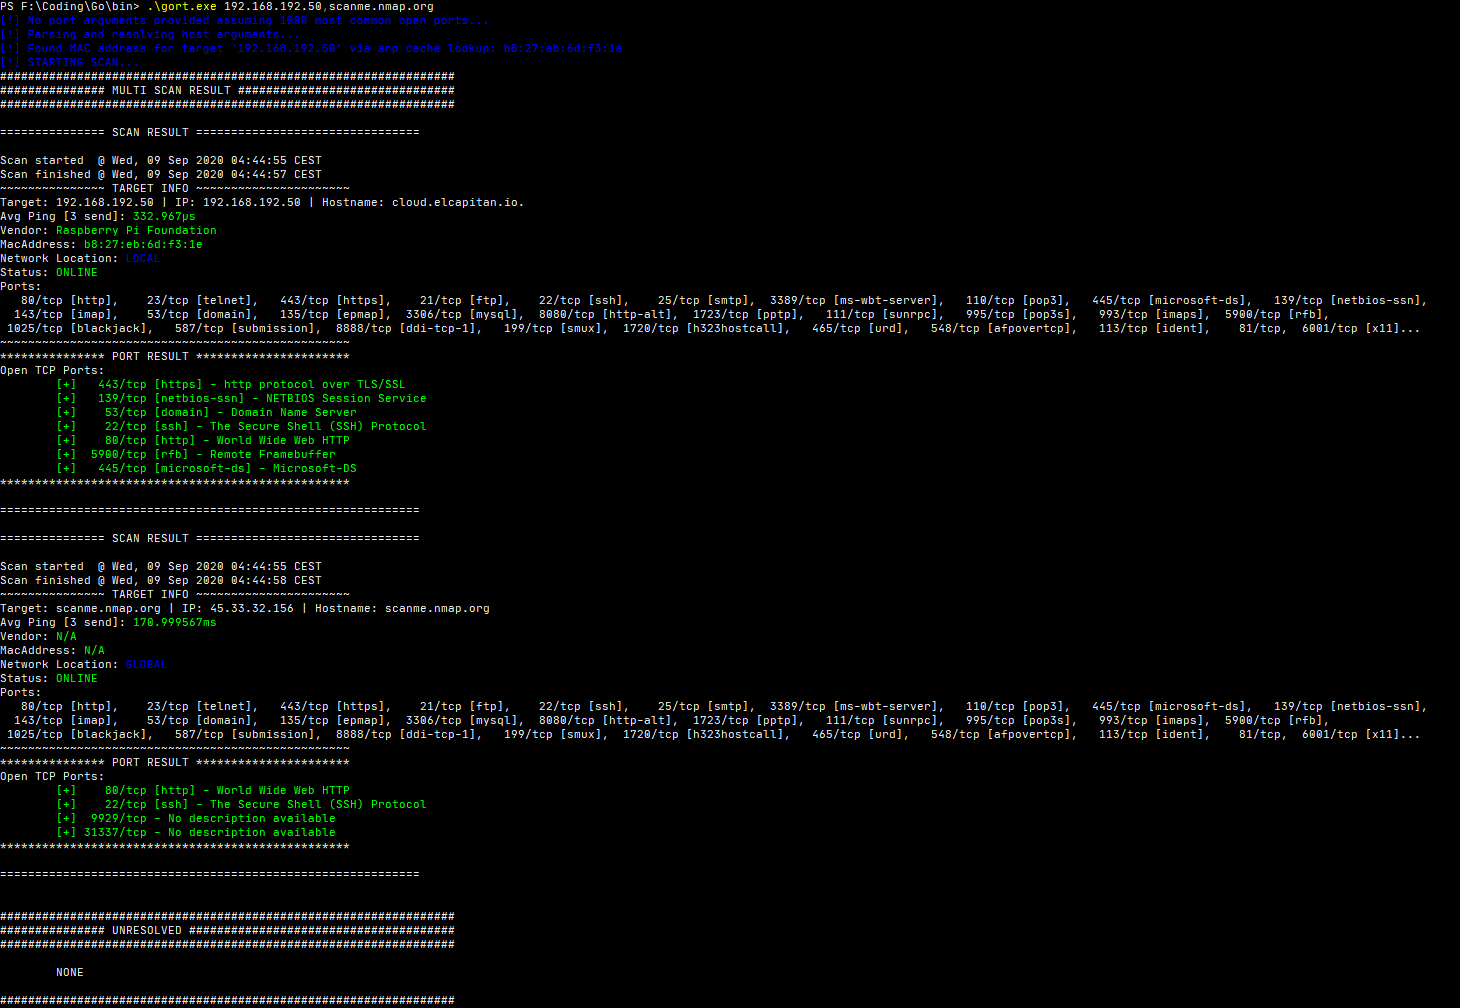 PS F:\Coding\Go\bin> .\gort.exe 192.168.192.50,scanme.nmap.org
[!] No port arguments provided assuming 1000 most common open ports...
[!] Parsing and resolving host arguments...
[!] Found MAC address for target '192.168.192.50' via arp cache lookup: b8:27:eb:6d:f3:1e
[!] STARTING SCAN...
#################################################################
############### MULTI SCAN RESULT ###############################
#################################################################
=============== SCAN RESULT ================================
Scan started  @ Wed, 09 Sep 2020 04:44:55 CEST
Scan finished @ Wed, 09 Sep 2020 04:44:57 CEST
~~~~~~~~~~~~~~~ TARGET INFO ~~~~~~~~~~~~~~~~~~~~~~
Target: 192.168.192.50 | IP: 192.168.192.50 | Hostname: cloud.elcapitan.io.
Avg Ping [3 send]: 332.967µs
Vendor: Raspberry Pi Foundation
MacAddress: b8:27:eb:6d:f3:1e
Network Location: LOCAL
Status: ONLINE
Ports:
   80/tcp [http],    23/tcp [telnet],   443/tcp [https],    21/tcp [ftp],    22/tcp [ssh],    25/tcp [smtp],  3389/tcp [ms-wbt-server],   110/tcp [pop3],   445/tcp [microsoft-ds],   139/tcp [netbios-ssn],
  143/tcp [imap],    53/tcp [domain],   135/tcp [epmap],  3306/tcp [mysql],  8080/tcp [http-alt],  1723/tcp [pptp],   111/tcp [sunrpc],   995/tcp [pop3s],   993/tcp [imaps],  5900/tcp [rfb],
 1025/tcp [blackjack],   587/tcp [submission],  8888/tcp [ddi-tcp-1],   199/tcp [smux],  1720/tcp [h323hostcall],   465/tcp [urd],   548/tcp [afpovertcp],   113/tcp [ident],    81/tcp,  6001/tcp [x11]...
~~~~~~~~~~~~~~~~~~~~~~~~~~~~~~~~~~~~~~~~~~~~~~~~~~
*************** PORT RESULT **********************
Open TCP Ports:
        [+]   443/tcp [https] - http protocol over TLS/SSL
        [+]   139/tcp [netbios-ssn] - NETBIOS Session Service
        [+]    53/tcp [domain] - Domain Name Server
        [+]    22/tcp [ssh] - The Secure Shell (SSH) Protocol
        [+]    80/tcp [http] - World Wide Web HTTP
        [+]  5900/tcp [rfb] - Remote Framebuffer
        [+]   445/tcp [microsoft-ds] - Microsoft-DS
**************************************************
============================================================
=============== SCAN RESULT ================================
Scan started  @ Wed, 09 Sep 2020 04:44:55 CEST
Scan finished @ Wed, 09 Sep 2020 04:44:58 CEST
~~~~~~~~~~~~~~~ TARGET INFO ~~~~~~~~~~~~~~~~~~~~~~
Target: scanme.nmap.org | IP: 45.33.32.156 | Hostname: scanme.nmap.org
Avg Ping [3 send]: 170.999567ms
Vendor: N/A
MacAddress: N/A
Network Location: GLOBAL
Status: ONLINE
Ports:
   80/tcp [http],    23/tcp [telnet],   443/tcp [https],    21/tcp [ftp],    22/tcp [ssh],    25/tcp [smtp],  3389/tcp [ms-wbt-server],   110/tcp [pop3],   445/tcp [microsoft-ds],   139/tcp [netbios-ssn],
  143/tcp [imap],    53/tcp [domain],   135/tcp [epmap],  3306/tcp [mysql],  8080/tcp [http-alt],  1723/tcp [pptp],   111/tcp [sunrpc],   995/tcp [pop3s],   993/tcp [imaps],  5900/tcp [rfb],
 1025/tcp [blackjack],   587/tcp [submission],  8888/tcp [ddi-tcp-1],   199/tcp [smux],  1720/tcp [h323hostcall],   465/tcp [urd],   548/tcp [afpovertcp],   113/tcp [ident],    81/tcp,  6001/tcp [x11]...
~~~~~~~~~~~~~~~~~~~~~~~~~~~~~~~~~~~~~~~~~~~~~~~~~~
*************** PORT RESULT **********************
Open TCP Ports:
        [+]    80/tcp [http] - World Wide Web HTTP
        [+]    22/tcp [ssh] - The Secure Shell (SSH) Protocol
        [+]  9929/tcp - No description available
        [+] 31337/tcp - No description available
**************************************************
============================================================
#################################################################
############### UNRESOLVED ######################################
#################################################################
        NONE
#################################################################